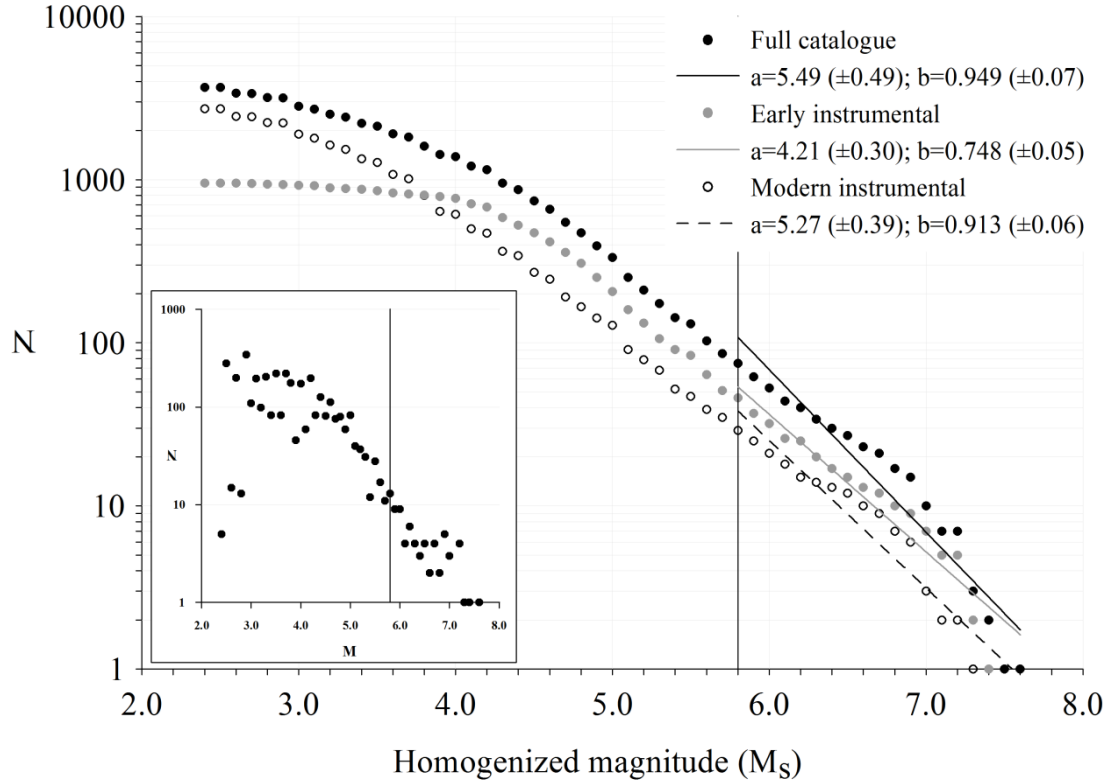 10000
1000
100
10
1
N
2.0 3.0 4.0 5.0 6.0 7.0 8.0
Homogenized magnitude (Mₛ)
Full catalogue
a=5.49 (±0.49); b=0.949 (±0.07)
Early instrumental
a=4.21 (±0.30); b=0.748 (±0.05)
Modern instrumental
a=5.27 (±0.39); b=0.913 (±0.06)
1000
100
10
1
N
2.0 3.0 4.0 5.0 6.0 7.0 8.0
M